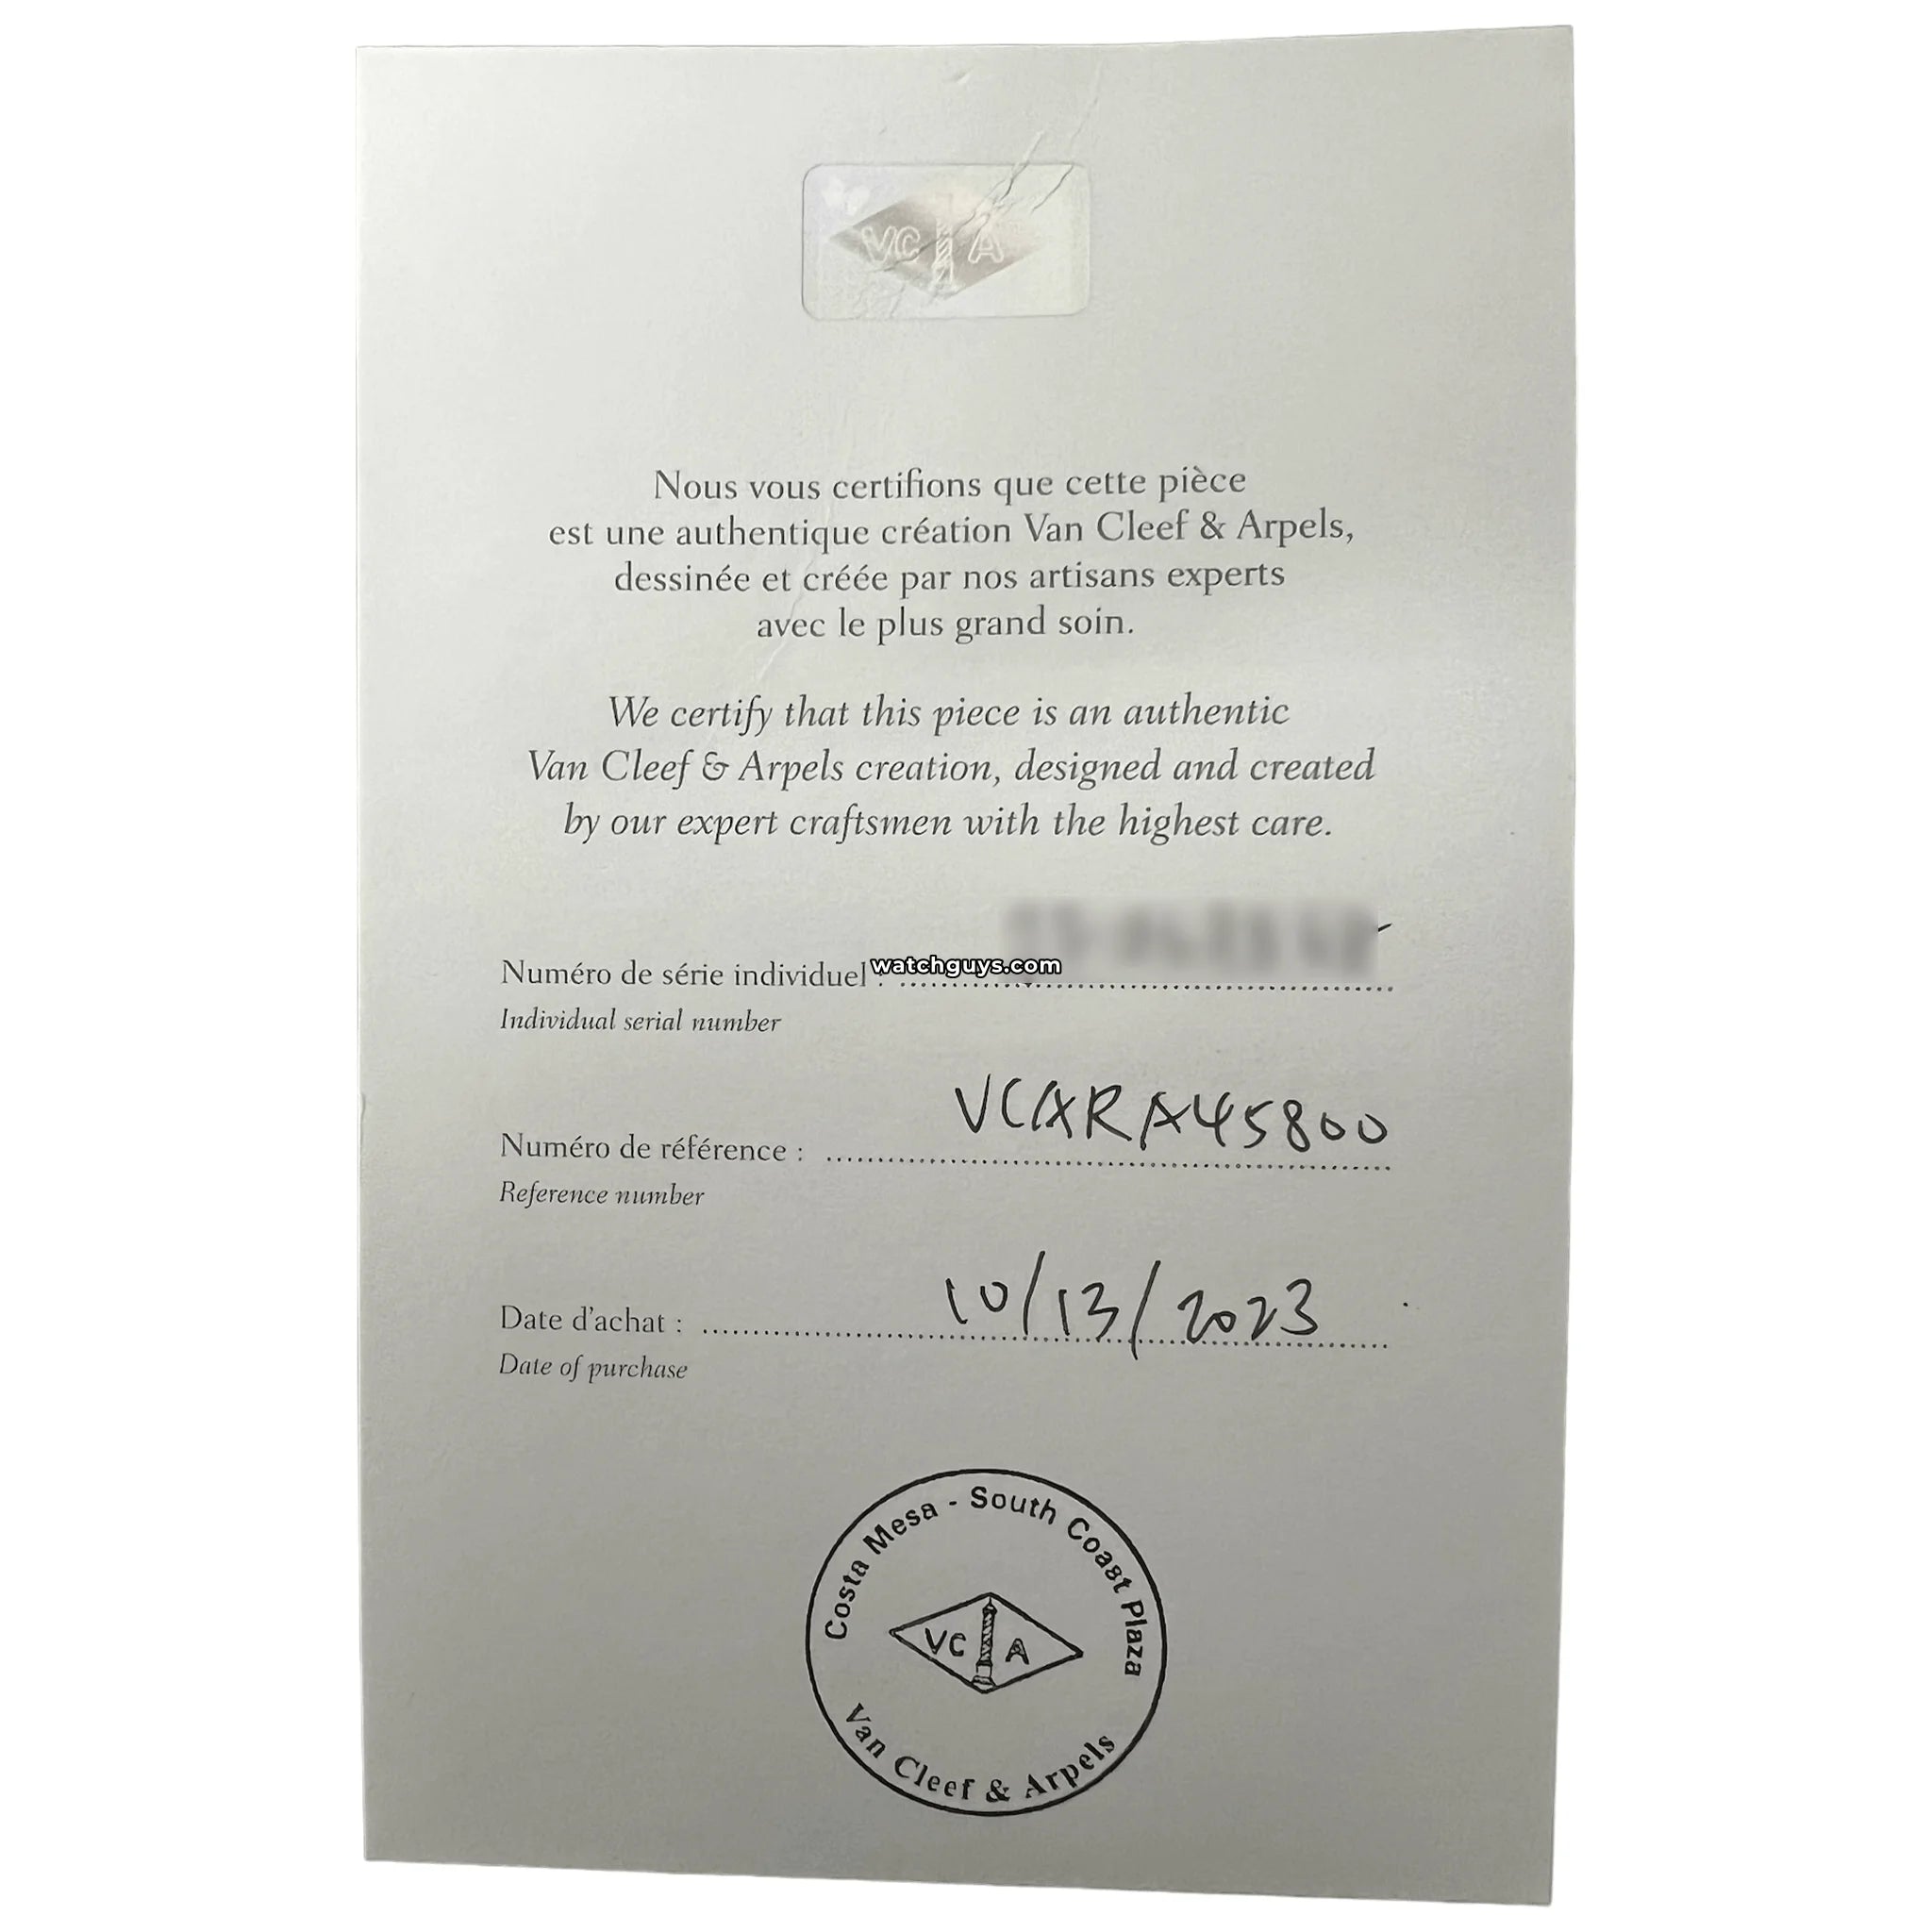 VC A
Nous vous certifions que cette pièce
est une authentique création Van Cleef & Arpels,
dessinée et créée par nos artisans experts
avec le plus grand soin.
We certify that this piece is an authentic
Van Cleef & Arpels creation, designed and created
by our expert craftsmen with the highest care.
Numéro de série individuel :
watchguys.com
Individual serial number
Numéro de référence : VCARA45800
Reference number
Date d'achat : 10/13/2023
Date of purchase
Costa Mesa - South Coast Plaza
VC A
Van Cleef & Arpels